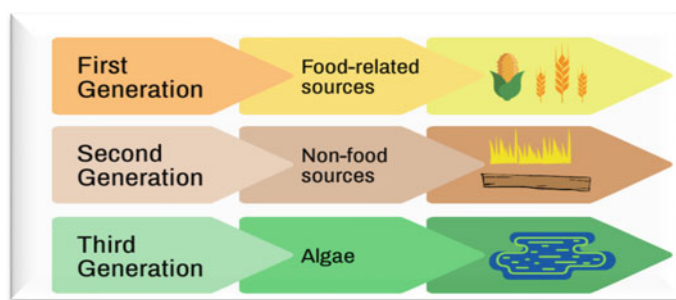 First
Generation
Food-related
sources
Second
Generation
Non-food
sources
Third
Generation
Algae